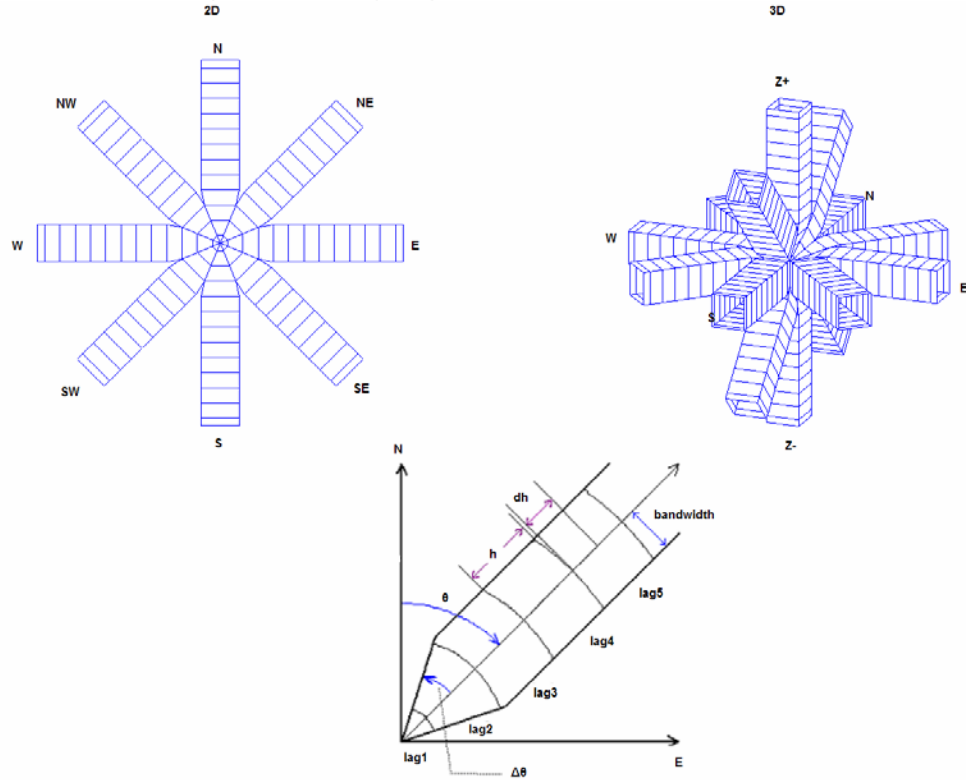 2D
N
NW
NE
W
E
SW
SE
S
3D
Z+
N
W
E
S
Z-
N
dh
bandwidth
h
θ
lag5
lag4
lag3
lag2
lag1
E
Δθ